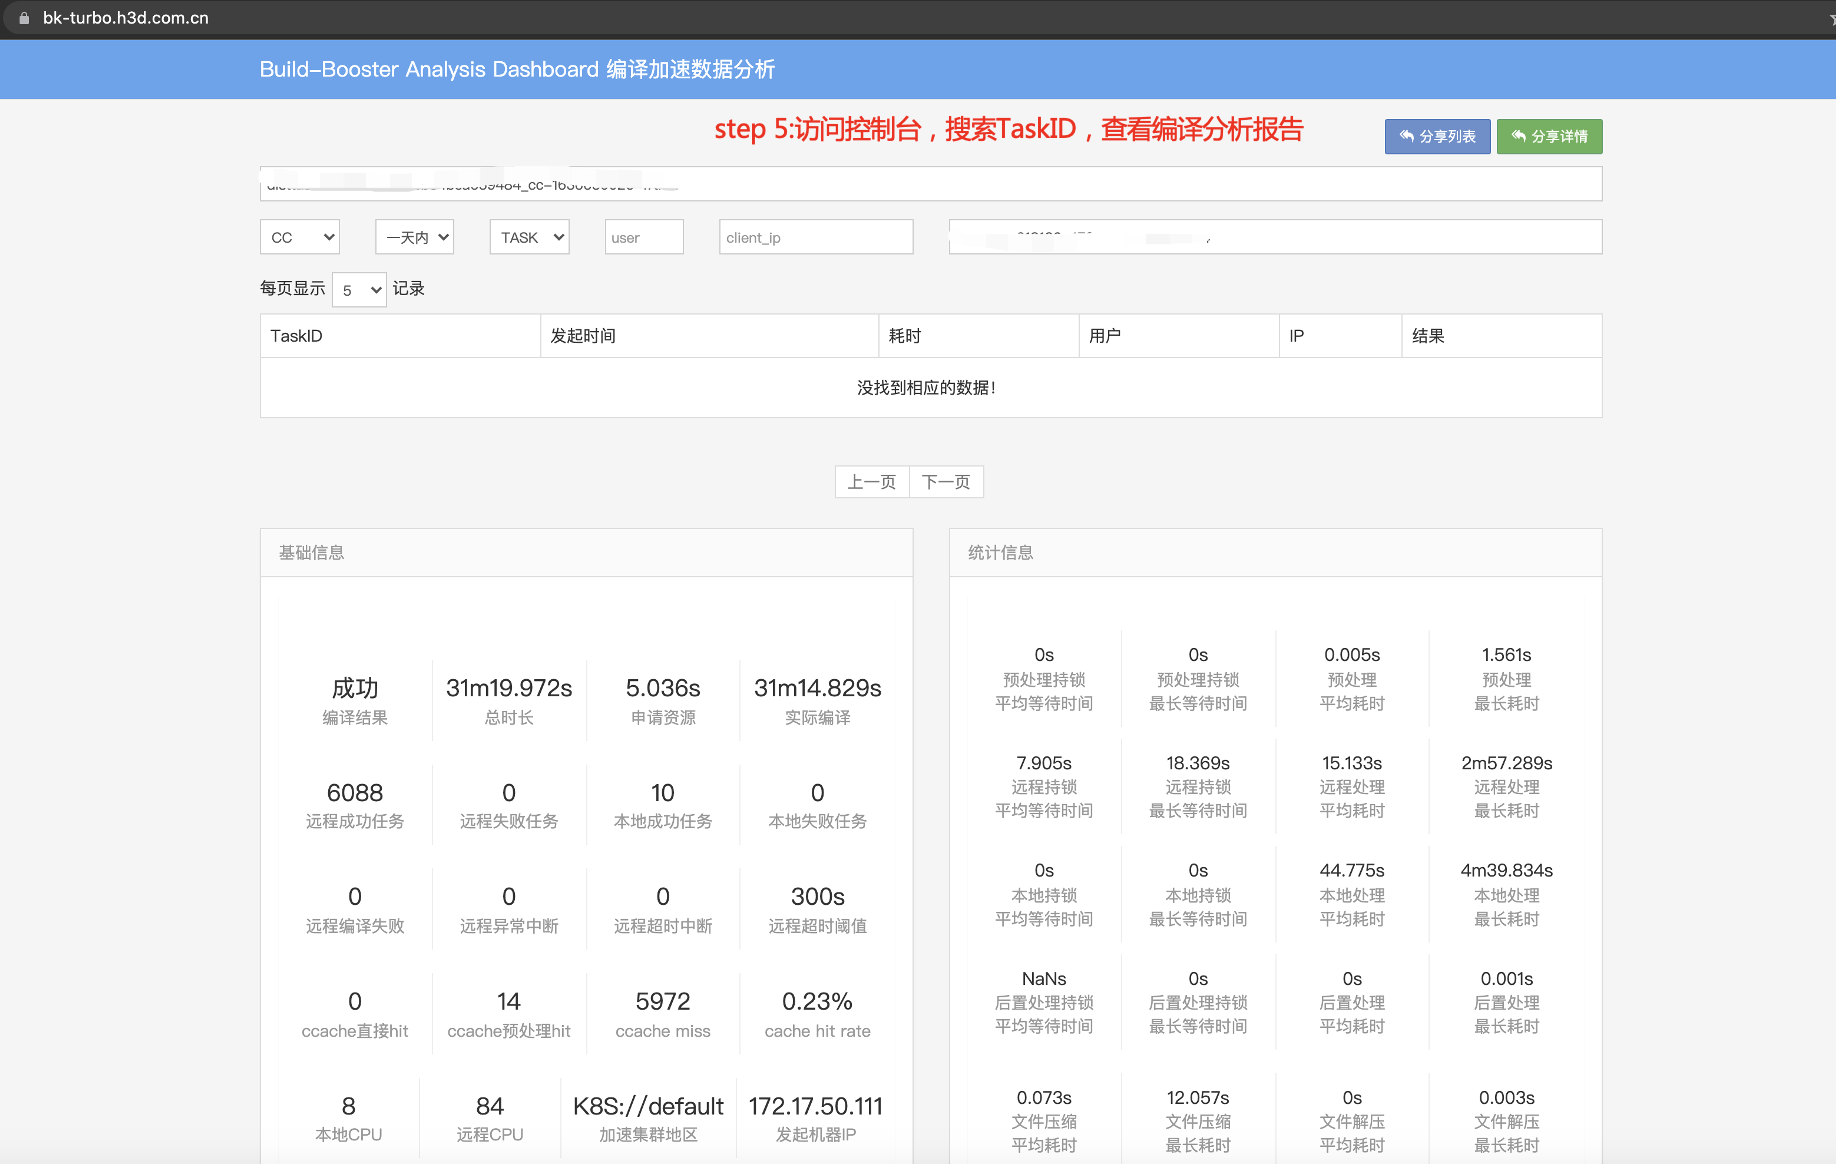 bk-turbo.h3d.com.cn
Build-Booster Analysis Dashboard 编译加速数据分析
step 5:访问控制台，搜索TaskID，查看编译分析报告
分享列表 分享详情
CC 一天内 TASK user client_ip
每页显示 5 记录
TaskID 发起时间 耗时 用户 IP 结果
没找到相应的数据!
上一页 下一页
基础信息
成功 31m19.972s 5.036s 31m14.829s
编译结果 总时长 申请资源 实际编译
6088 0 10 0
远程成功任务 远程失败任务 本地成功任务 本地失败任务
0 0 0 300s
远程编译失败 远程异常中断 远程超时中断 远程超时阈值
0 14 5972 0.23%
ccache直接hit ccache预处理hit ccache miss cache hit rate
8 84 K8S://default 172.17.50.111
本地CPU 远程CPU 加速集群地区 发起机器IP
统计信息
0s 0s 0.005s 1.561s
预处理持锁 预处理持锁 预处理 预处理
平均等待时间 最长等待时间 平均耗时 最长耗时
7.905s 18.369s 15.133s 2m57.289s
远程持锁 远程持锁 远程处理 远程处理
平均等待时间 最长等待时间 平均耗时 最长耗时
0s 0s 44.775s 4m39.834s
本地持锁 本地持锁 本地处理 本地处理
平均等待时间 最长等待时间 平均耗时 最长耗时
NaNs 0s 0s 0.001s
后置处理持锁 后置处理持锁 后置处理 后置处理
平均等待时间 最长等待时间 平均耗时 最长耗时
0.073s 12.057s 0s 0.003s
文件压缩 文件压缩 文件解压 文件解压
平均耗时 最长耗时 平均耗时 最长耗时